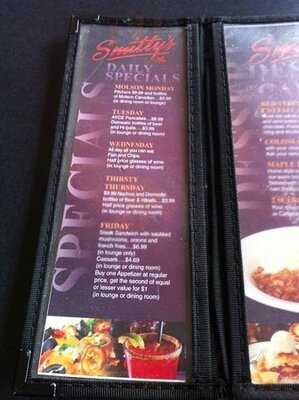 Smitty's
DAILY
SPECIALS
SPECIALS
MOLSON MONDAY
Pitchers $9.99 and bottles
of Molson Canadian....$3.99
(in dining room or lounge)
TUESDAY
AYCE Pancakes....$6.99
Domestic bottles of beer
and Hi-balls....$3.99
(in lounge or dining room)
WEDNESDAY
All day all you can eat
Fish and Chips.
Half price glasses of wine.
(in lounge or dining room)
THIRSTY
THURSDAY
$9.99 Nachos and Domestic
bottles of Beer & Hiballs...$3.99
Half price glasses of wine.
(in lounge or dining room)
FRIDAY
Steak Sandwich with sautéed
mushrooms, onions and
french fries.....$6.99
(in lounge only)
Caesars.....$4.69
(in lounge or dining room)
Buy one Appetizer at regular
price, get the second of equal
or lesser value for $1
(in lounge or dining room)
COLOSS
MAPLE